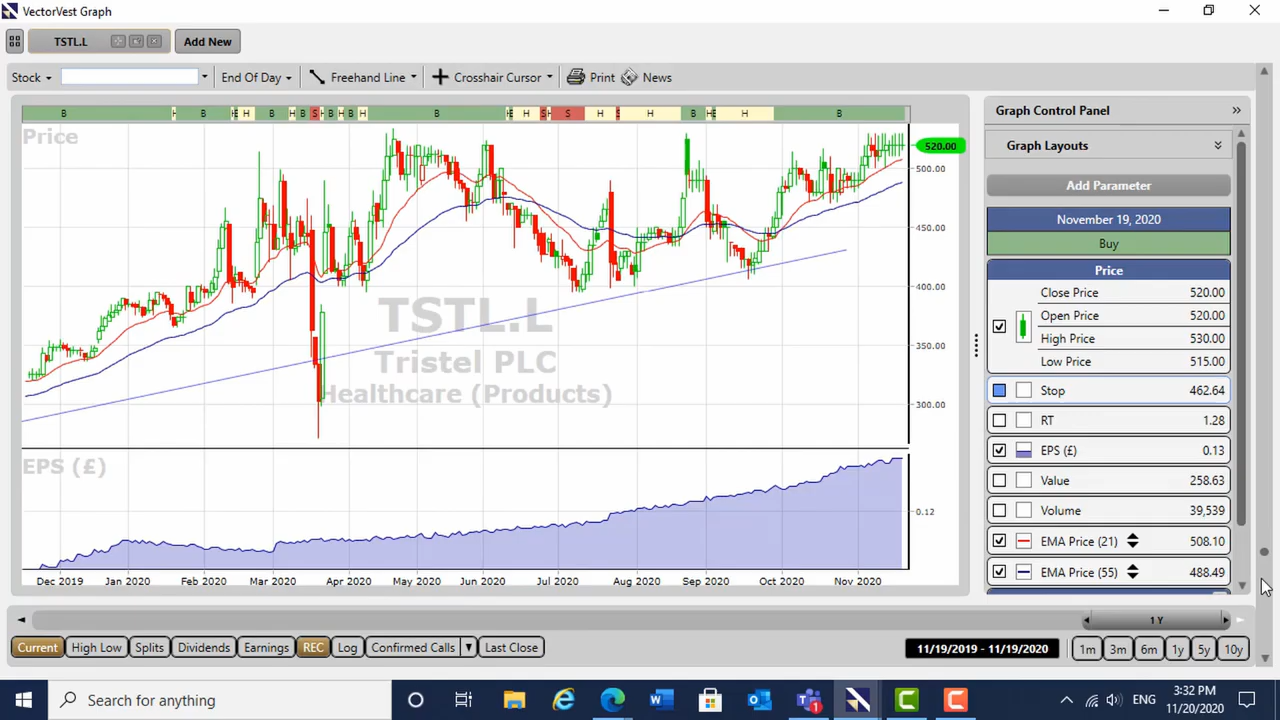 VectorVest Graph
TSTL.L Add New
Stock End Of Day Freehand Line Crosshair Cursor Print News
B H B H E H B H B S H B H B H B H E H S H S H S H B H E H B
Price
520.00
500.00
450.00
400.00
350.00
300.00
TSTL.L
Tristel PLC
Healthcare (Products)
EPS (£)
0.12
Dec 2019 Jan 2020 Feb 2020 Mar 2020 Apr 2020 May 2020 Jun 2020 Jul 2020 Aug 2020 Sep 2020 Oct 2020 Nov 2020
Graph Control Panel
Graph Layouts
Add Parameter
November 19, 2020
Buy
Price
Close Price 520.00
Open Price 520.00
High Price 530.00
Low Price 515.00
Stop 462.64
RT 1.28
EPS (£) 0.13
Value 258.63
Volume 39,539
EMA Price (21) 508.10
EMA Price (55) 488.49
1 Y
Current High Low Splits Dividends Earnings REC Log Confirmed Calls Last Close 11/19/2019 - 11/19/2020 1m 3m 6m 1y 5y 10y
Search for anything
ENG
3:32 PM
11/20/2020